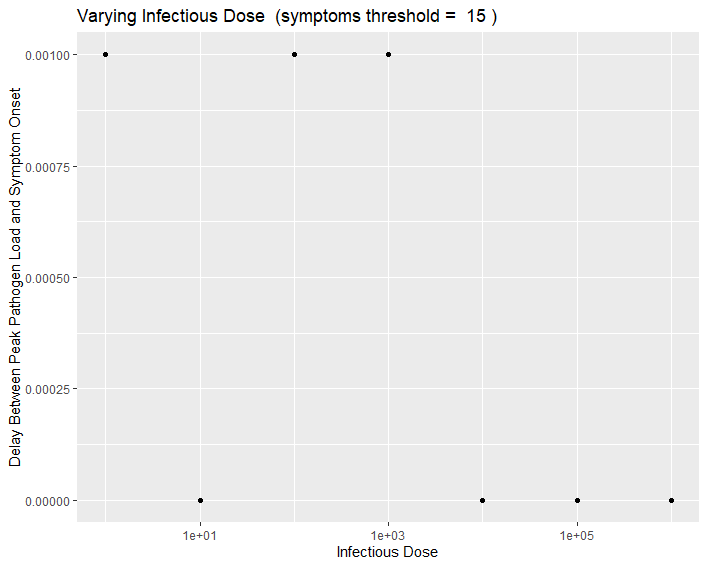 Varying Infectious Dose  (symptoms threshold =  15 )
Delay Between Peak Pathogen Load and Symptom Onset
0.00100
0.00075
0.00050
0.00025
0.00000
1e+01
1e+03
1e+05
Infectious Dose